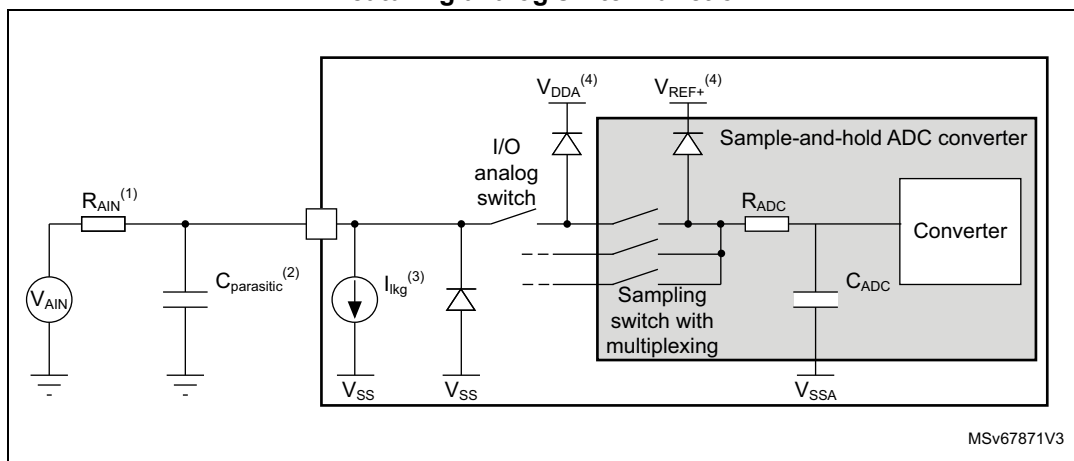 V_DDA^(4)
V_REF+^(4)
Sample-and-hold ADC converter
I/O
analog
switch
R_AIN^(1)
R_ADC
Converter
V_AIN
C_parasitic^(2)
I_lkg^(3)
C_ADC
Sampling
switch with
multiplexing
V_SS
V_SS
V_SSA
MSv67871V3